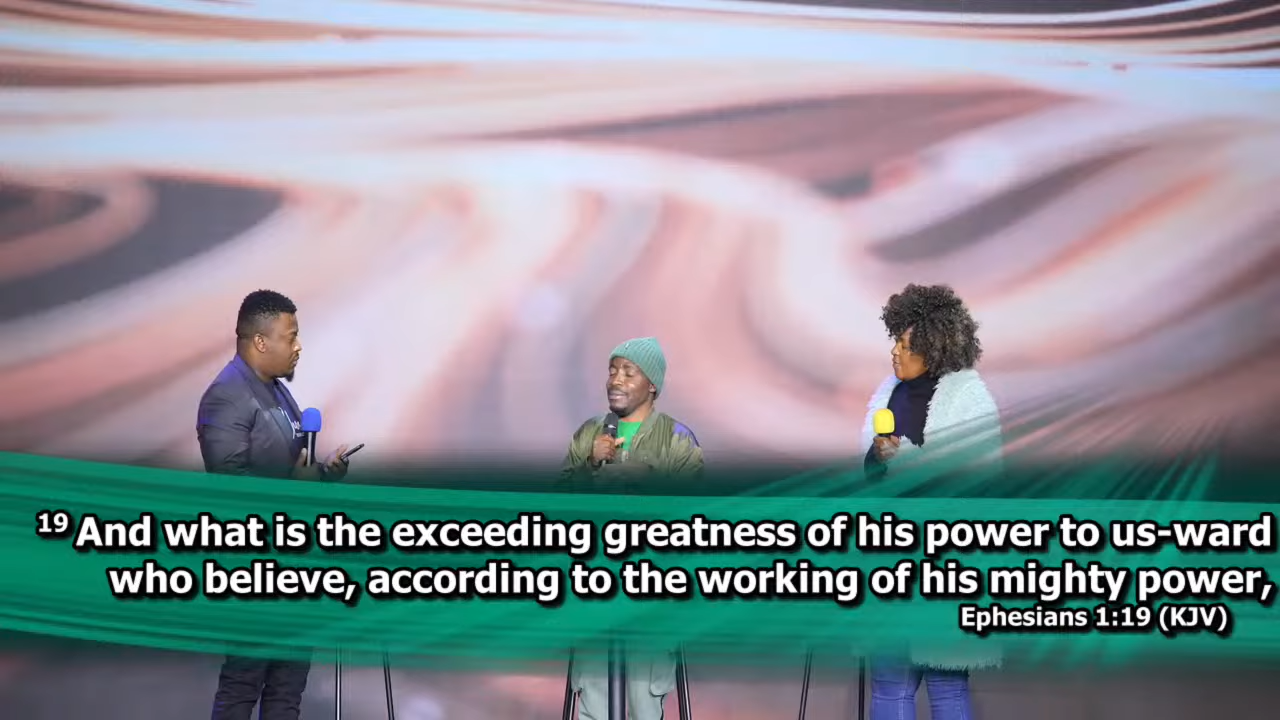 19 And what is the exceeding greatness of his power to us-ward
who believe, according to the working of his mighty power,
Ephesians 1:19 (KJV)